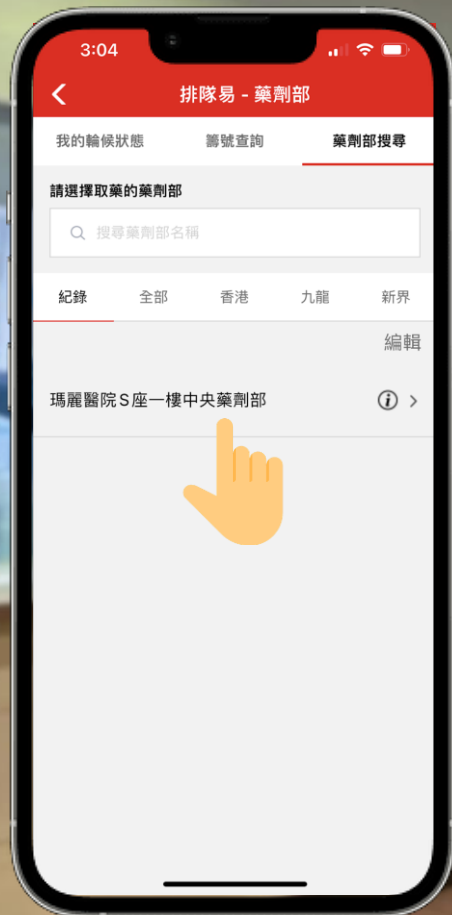 3:04
排隊易 - 藥劑部
我的輪候狀態 籌號查詢 藥劑部搜尋
請選擇取藥的藥劑部
搜尋藥劑部名稱
紀錄 全部 香港 九龍 新界
編輯
瑪麗醫院S座一樓中央藥劑部